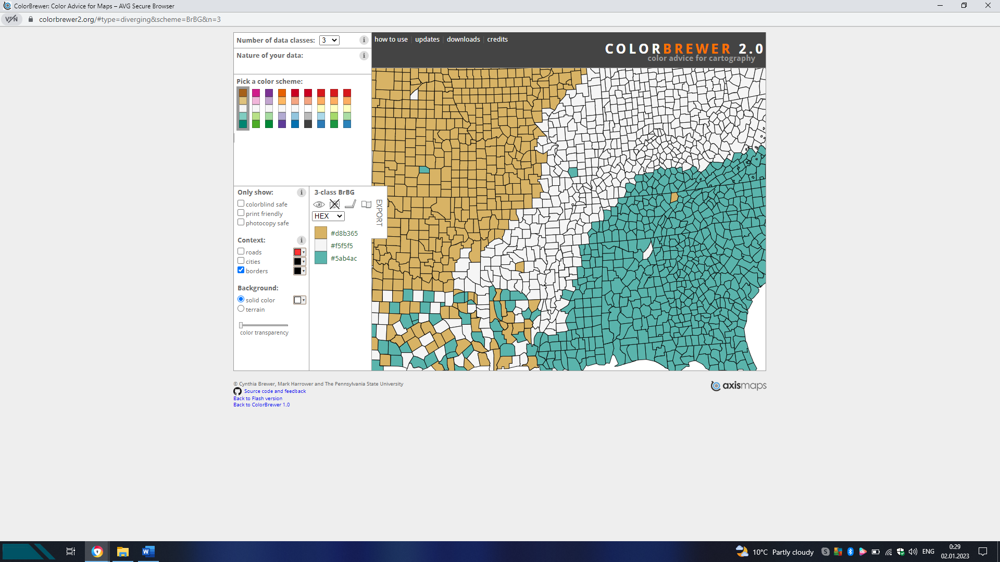 ColorBrewer: Color Advice for Maps – AVG Secure Browser
VPN
colorbrewer2.org/#type=diverging&scheme=BrBG&n=3
Number of data classes: 3
how to use | updates | downloads | credits
COLORBREWER 2.0
color advice for cartography
Nature of your data:
Pick a color scheme:
Only show:
colorblind safe
print friendly
photocopy safe
Context:
roads
cities
borders
Background:
solid color
terrain
color transparency
3-class BrBG
HEX
EXPORT
#d8b365
#f5f5f5
#5ab4ac
© Cynthia Brewer, Mark Harrower and The Pennsylvania State University
Source code and feedback
Back to Flash version
Back to ColorBrewer 1.0
axismaps
10°C Partly cloudy
ENG
0:29
02.01.2023